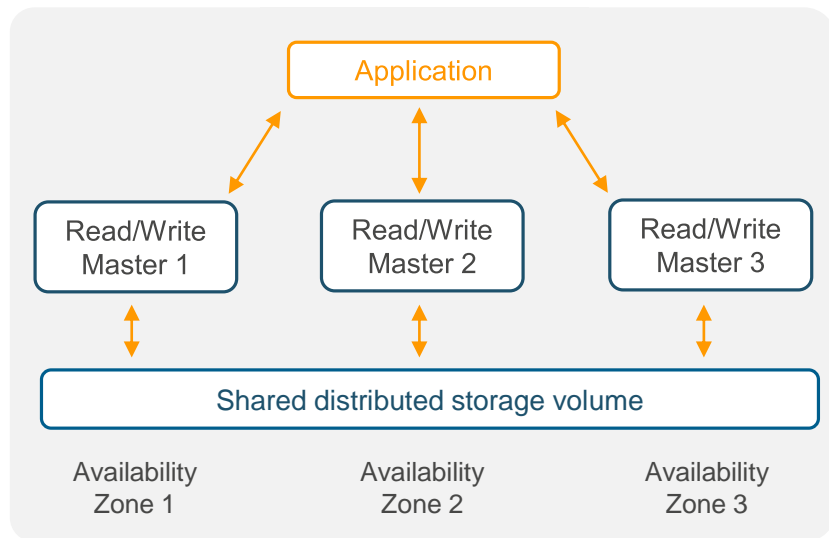 Application
Read/Write
Master 1
Read/Write
Master 2
Read/Write
Master 3
Shared distributed storage volume
Availability
Zone 1
Availability
Zone 2
Availability
Zone 3